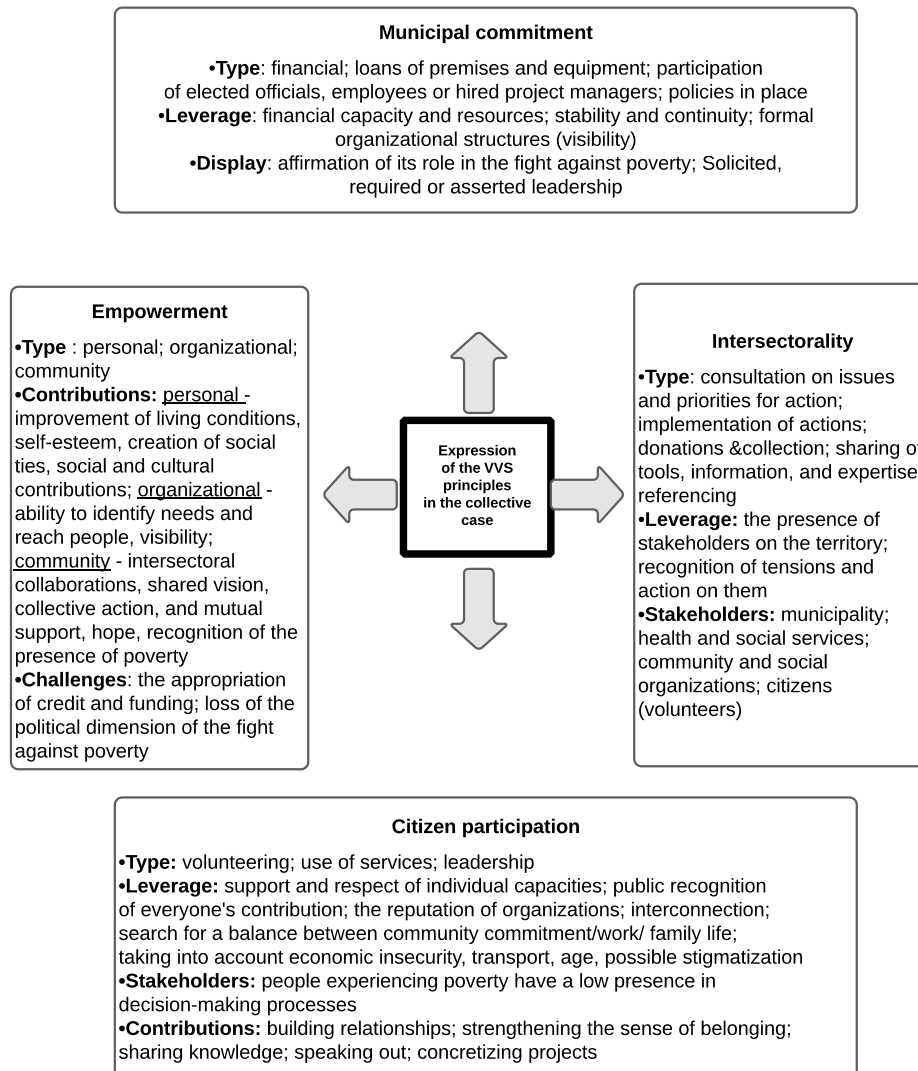 Municipal commitment
•Type: financial; loans of premises and equipment; participation
of elected officials, employees or hired project managers; policies in place
•Leverage: financial capacity and resources; stability and continuity; formal
organizational structures (visibility)
•Display: affirmation of its role in the fight against poverty; Solicited,
required or asserted leadership
Empowerment
•Type : personal; organizational;
community
•Contributions: personal -
improvement of living conditions,
self-esteem, creation of social
ties, social and cultural
contributions; organizational -
ability to identify needs and
reach people, visibility;
community - intersectoral
collaborations, shared vision,
collective action, and mutual
support, hope, recognition of the
presence of poverty
•Challenges: the appropriation
of credit and funding; loss of the
political dimension of the fight
against poverty
Expression
of the VVS
principles
in the collective
case
Intersectorality
•Type: consultation on issues
and priorities for action;
implementation of actions;
donations &collection; sharing of
tools, information, and expertise
referencing
•Leverage: the presence of
stakeholders on the territory;
recognition of tensions and
action on them
•Stakeholders: municipality;
health and social services;
community and social
organizations; citizens
(volunteers)
Citizen participation
•Type: volunteering; use of services; leadership
•Leverage: support and respect of individual capacities; public recognition
of everyone's contribution; the reputation of organizations; interconnection;
search for a balance between community commitment/work/ family life;
taking into account economic insecurity, transport, age, possible stigmatization
•Stakeholders: people experiencing poverty have a low presence in
decision-making processes
•Contributions: building relationships; strengthening the sense of belonging;
sharing knowledge; speaking out; concretizing projects